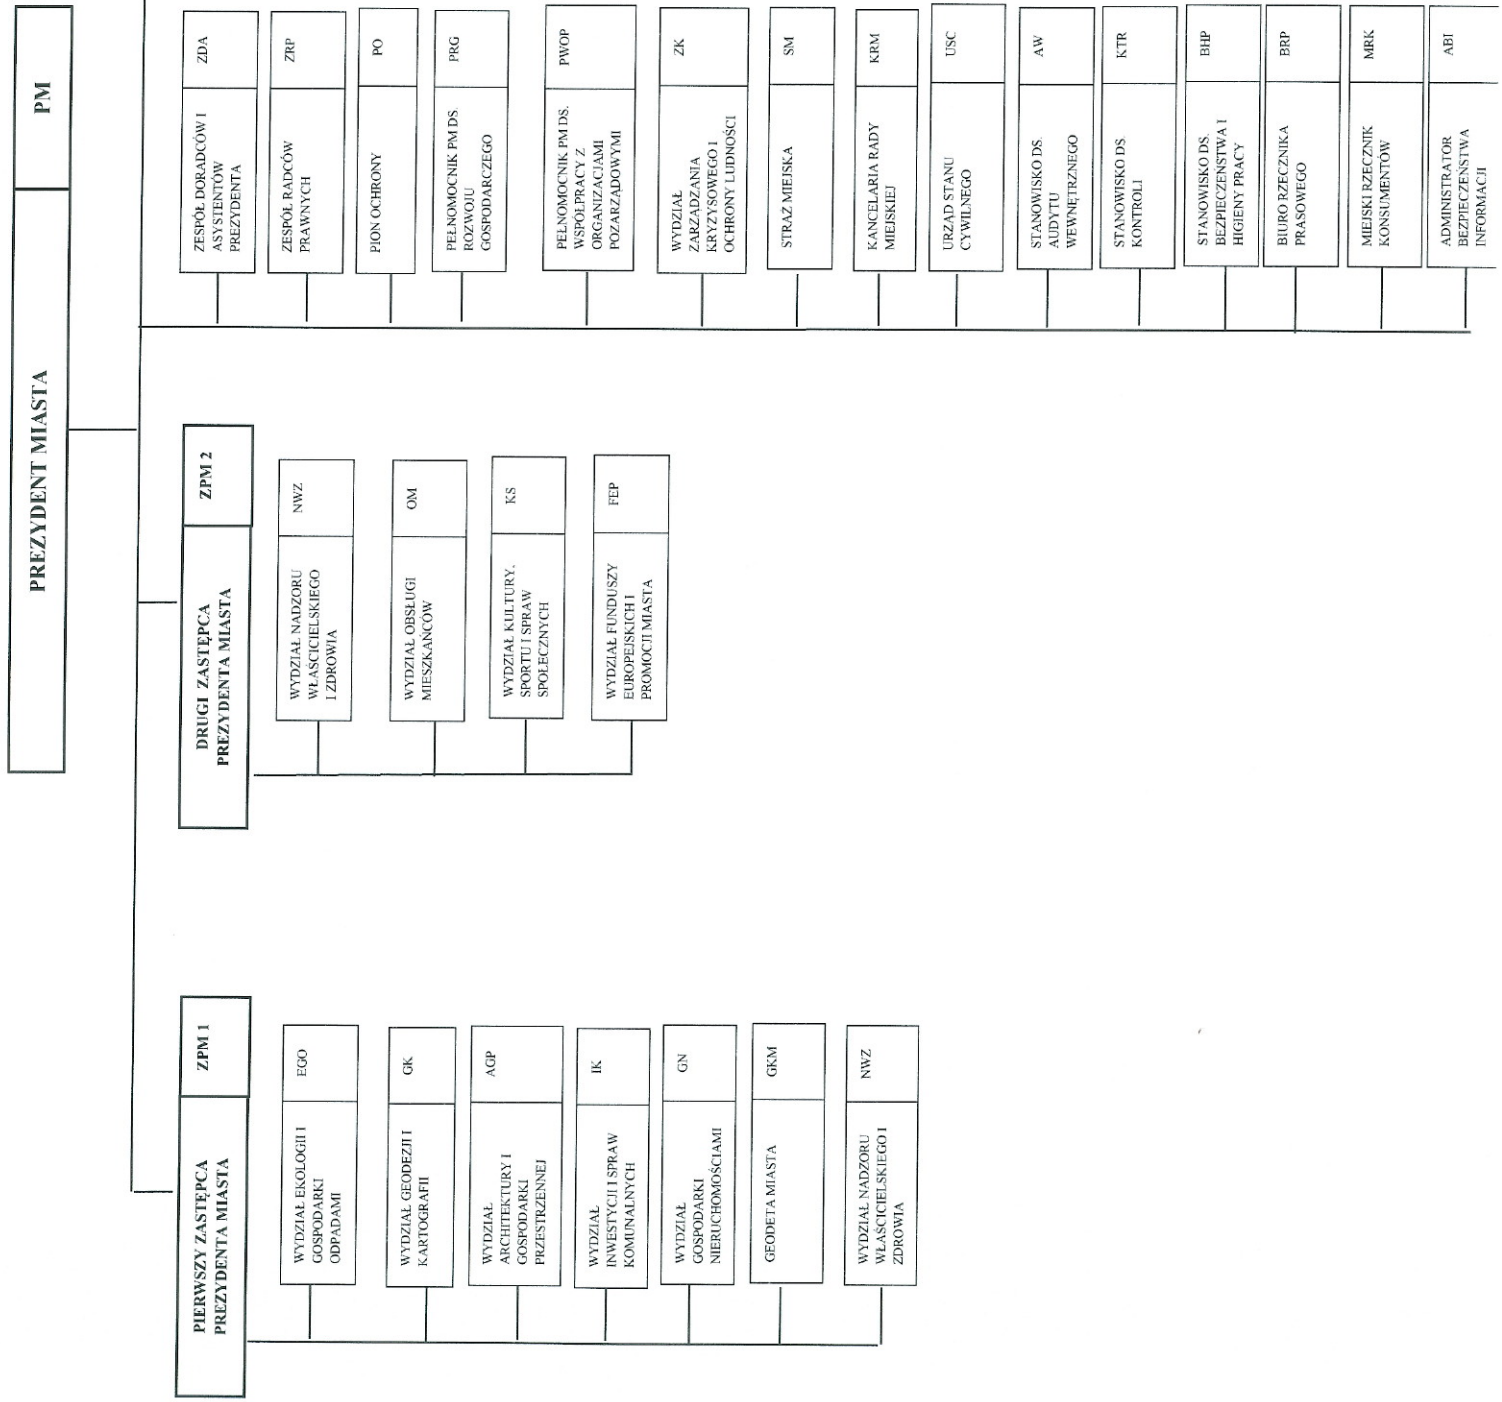 PREZYDENT MIASTA
PM
PIERWSZY ZASTĘPCA
PREZYDENTA MIASTA
ZPM 1
WYDZIAŁ EKOLOGII I
GOSPODARKI
ODPADAMI
EGO
WYDZIAŁ GEODEZJI I
KARTOGRAFII
GK
WYDZIAŁ
ARCHITEKTURY I
GOSPODARKI
PRZESTRZENNEJ
AGP
WYDZIAŁ
INWESTYCJI I SPRAW
KOMUNALNYCH
IK
WYDZIAŁ
GOSPODARKI
NIERUCHOMOŚCIAMI
GN
GEODETA MIASTA
GKM
WYDZIAŁ NADZORU
WŁAŚCICIELSKIEGO I
ZDROWIA
NWZ
DRUGI ZASTĘPCA
PREZYDENTA MIASTA
ZPM 2
WYDZIAŁ NADZORU
WŁAŚCICIELSKIEGO
I ZDROWIA
NWZ
WYDZIAŁ OBSŁUGI
MIESZKAŃCÓW
OM
WYDZIAŁ KULTURY,
SPORTU I SPRAW
SPOŁECZNYCH
KS
WYDZIAŁ FUNDUSZY
EUROPEJSKICH I
PROMOCJI MIASTA
FEP
ZESPÓŁ DORADCÓW I
ASYSTENTÓW
PREZYDENTA
ZDA
ZESPÓŁ RADCÓW
PRAWNYCH
ZRP
PION OCHRONY
PO
PEŁNOMOCNIK PM DS.
ROZWOJU
GOSPODARCZEGO
PRG
PEŁNOMOCNIK PM DS.
WSPÓŁPRACY Z
ORGANIZACJAMI
POZARZĄDOWYMI
PWOP
WYDZIAŁ
ZARZĄDZANIA
KRYZYSOWEGO I
OCHRONY LUDNOŚCI
ZK
STRAŻ MIEJSKA
SM
KANCELARIA RADY
MIEJSKIEJ
KRM
URZĄD STANU
CYWILNEGO
USC
STANOWISKO DS.
AUDYTU
WEWNĘTRZNEGO
AW
STANOWISKO DS.
KONTROLI
KTR
STANOWISKO DS.
BEZPIECZEŃSTWA I
HIGIENY PRACY
BHP
BIURO RZECZNIKA
PRASOWEGO
BRP
MIEJSKI RZECZNIK
KONSUMENTÓW
MRK
ADMINISTRATOR
BEZPIECZEŃSTWA
INFORMACJI
ABI